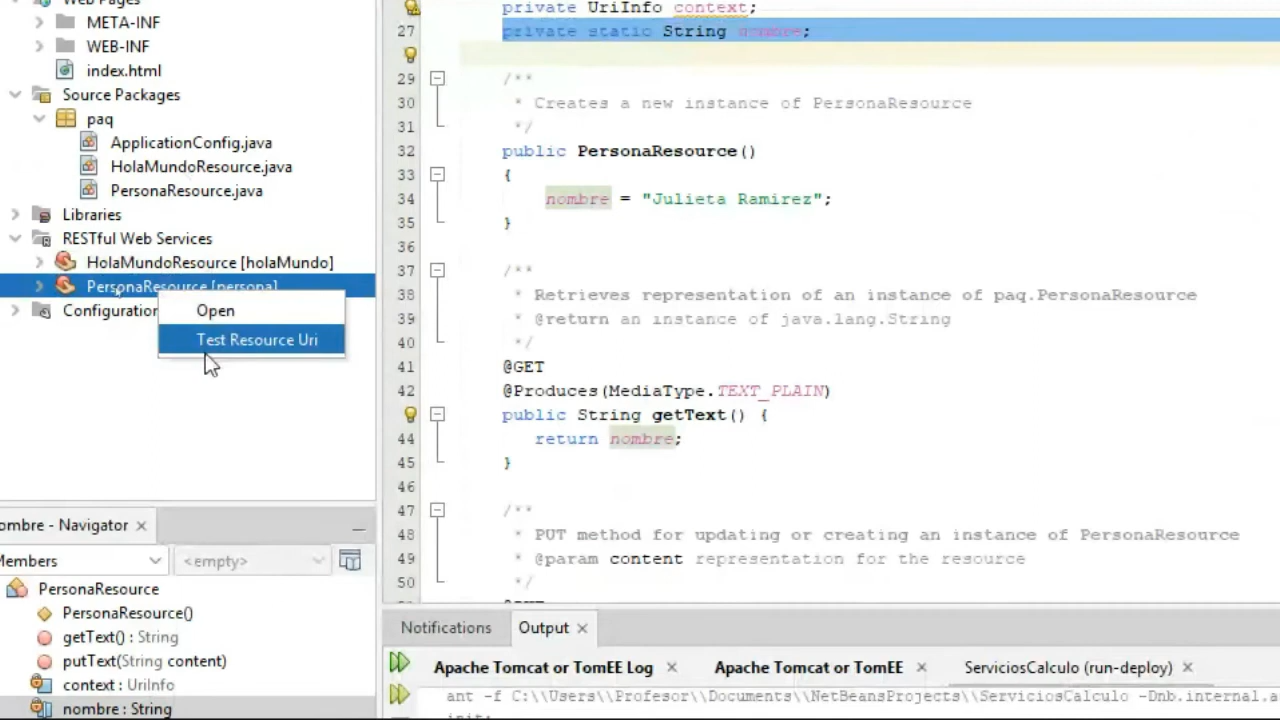 Web Pages
META-INF
WEB-INF
index.html
Source Packages
paq
ApplicationConfig.java
HolaMundoResource.java
PersonaResource.java
Libraries
RESTful Web Services
HolaMundoResource [holaMundo]
PersonaResource [persona]
Configuration
Open
Test Resource Uri
ombre - Navigator
Members
<empty>
PersonaResource
PersonaResource()
getText() : String
putText(String content)
context : UriInfo
nombre : String
private UriInfo context;
27 private static String nombre;
29 /**
30 * Creates a new instance of PersonaResource
31 */
32 public PersonaResource()
33 {
34 nombre = "Julieta Ramirez";
35 }
36
37 /**
38 * Retrieves representation of an instance of paq.PersonaResource
39 * @return an instance of java.lang.String
40 */
41 @GET
42 @Produces(MediaType.TEXT_PLAIN)
public String getText() {
44 return nombre;
45 }
46
47 /**
48 * PUT method for updating or creating an instance of PersonaResource
49 * @param content representation for the resource
50 */
Notifications
Output
Apache Tomcat or TomEE Log
Apache Tomcat or TomEE
ServiciosCalculo (run-deploy)
ant -f C:\\Users\\Profesor\\Documents\\NetBeansProjects\\ServiciosCalculo -Dnb.internal.a
init: